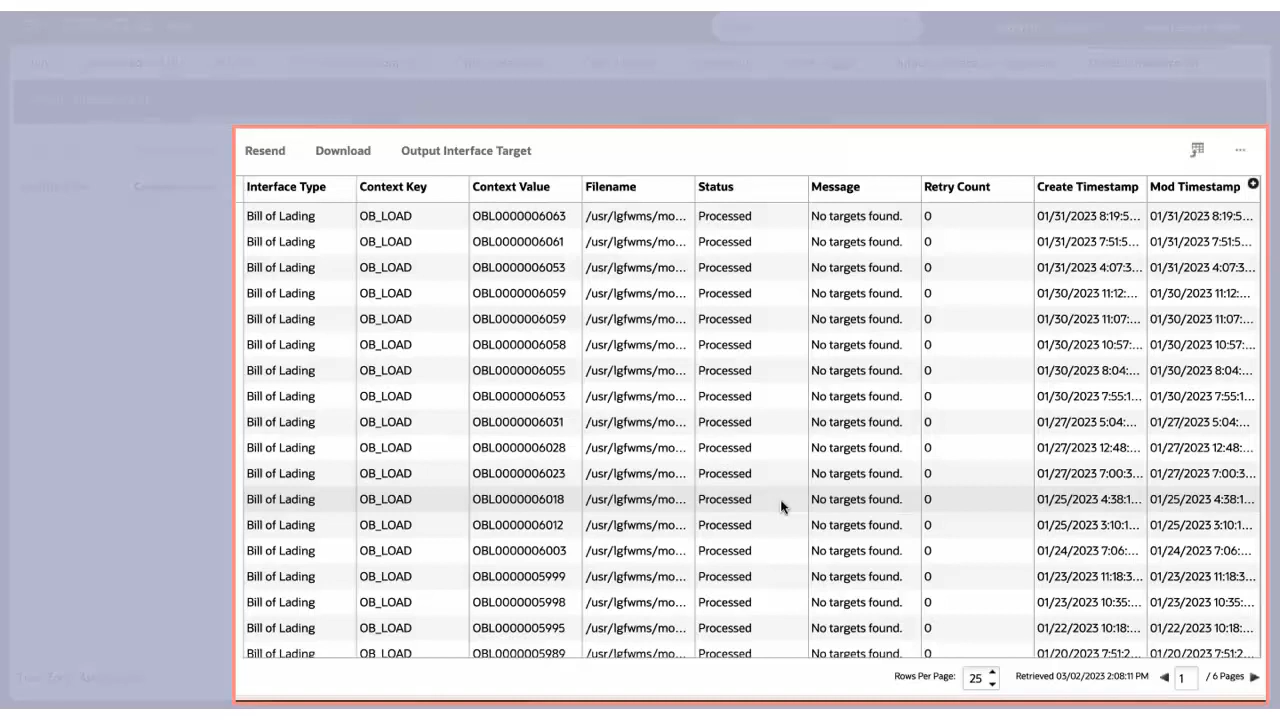 Resend Download Output Interface Target ...
Interface Type Context Key Context Value Filename Status Message Retry Count Create Timestamp Mod Timestamp
Bill of Lading OB_LOAD OBL0000006063 /usr/lgfwms/mo... Processed No targets found. 0 01/31/2023 8:19:5... 01/31/2023 8:19:5...
Bill of Lading OB_LOAD OBL0000006061 /usr/lgfwms/mo... Processed No targets found. 0 01/31/2023 7:51:5... 01/31/2023 7:51:5...
Bill of Lading OB_LOAD OBL0000006053 /usr/lgfwms/mo... Processed No targets found. 0 01/31/2023 4:07:3... 01/31/2023 4:07:3...
Bill of Lading OB_LOAD OBL0000006059 /usr/lgfwms/mo... Processed No targets found. 0 01/30/2023 11:12:... 01/30/2023 11:12:...
Bill of Lading OB_LOAD OBL0000006059 /usr/lgfwms/mo... Processed No targets found. 0 01/30/2023 11:07:... 01/30/2023 11:07:...
Bill of Lading OB_LOAD OBL0000006058 /usr/lgfwms/mo... Processed No targets found. 0 01/30/2023 10:57:... 01/30/2023 10:57:...
Bill of Lading OB_LOAD OBL0000006055 /usr/lgfwms/mo... Processed No targets found. 0 01/30/2023 8:04:... 01/30/2023 8:04:...
Bill of Lading OB_LOAD OBL0000006053 /usr/lgfwms/mo... Processed No targets found. 0 01/30/2023 7:55:1... 01/30/2023 7:55:1...
Bill of Lading OB_LOAD OBL0000006031 /usr/lgfwms/mo... Processed No targets found. 0 01/27/2023 5:04:... 01/27/2023 5:04:...
Bill of Lading OB_LOAD OBL0000006028 /usr/lgfwms/mo... Processed No targets found. 0 01/27/2023 12:48:... 01/27/2023 12:48:...
Bill of Lading OB_LOAD OBL0000006023 /usr/lgfwms/mo... Processed No targets found. 0 01/27/2023 7:00:3... 01/27/2023 7:00:3...
Bill of Lading OB_LOAD OBL0000006018 /usr/lgfwms/mo... Processed No targets found. 0 01/25/2023 4:38:1... 01/25/2023 4:38:1...
Bill of Lading OB_LOAD OBL0000006012 /usr/lgfwms/mo... Processed No targets found. 0 01/25/2023 3:10:1... 01/25/2023 3:10:1...
Bill of Lading OB_LOAD OBL0000006003 /usr/lgfwms/mo... Processed No targets found. 0 01/24/2023 7:06:... 01/24/2023 7:06:...
Bill of Lading OB_LOAD OBL0000005999 /usr/lgfwms/mo... Processed No targets found. 0 01/23/2023 11:18:3... 01/23/2023 11:18:3...
Bill of Lading OB_LOAD OBL0000005998 /usr/lgfwms/mo... Processed No targets found. 0 01/23/2023 10:35:... 01/23/2023 10:35:...
Bill of Lading OB_LOAD OBL0000005995 /usr/lgfwms/mo... Processed No targets found. 0 01/22/2023 10:18:... 01/22/2023 10:18:...
Bill of Lading OB_LOAD OBL0000005989 /usr/lgfwms/mo... Processed No targets found. 0 01/20/2023 7:51:2... 01/20/2023 7:51:2...
Rows Per Page: 25 Retrieved 03/02/2023 2:08:11 PM 1 / 6 Pages